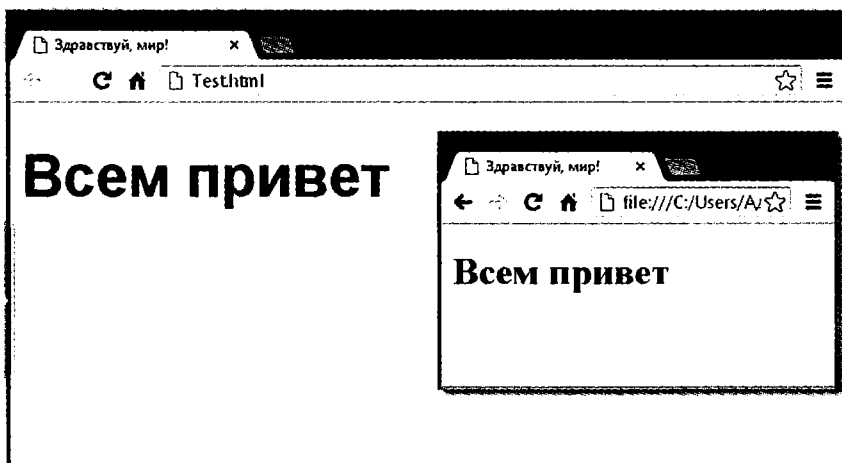 Здравствуй, мир! ×
Test.html
Всем привет
Здравствуй, мир! ×
file:///C:/Users/A
Всем привет